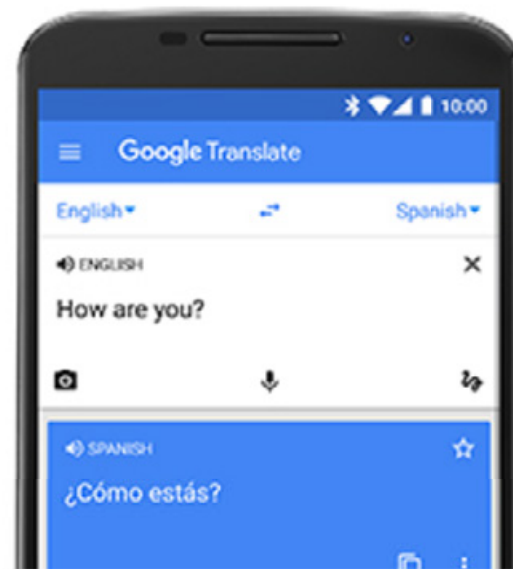 10:00
Google Translate
English Spanish
ENGLISH
How are you?
SPANISH
¿Cómo estás?